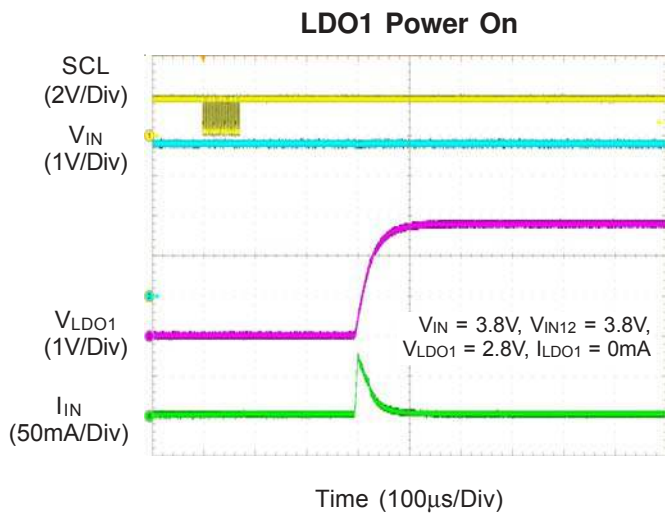 LDO1 Power On
SCL
(2V/Div)
VIN
(1V/Div)
VLDO1
(1V/Div)
IIN
(50mA/Div)
VIN = 3.8V, VIN12 = 3.8V,
VLDO1 = 2.8V, ILDO1 = 0mA
Time (100μs/Div)